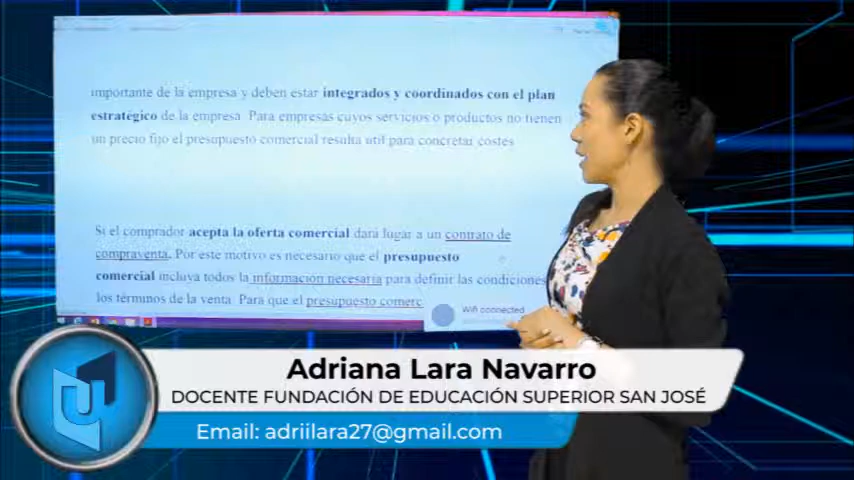 importante de la empresa y deben estar integrados y coordinados con el plan
estratégico de la empresa. Para empresas cuyos servicios o productos no tienen
un precio fijo el presupuesto comercial resulta útil para concretar costes
Si el comprador acepta la oferta comercial dará lugar a un contrato de
compraventa. Por este motivo es necesario que el presupuesto
comercial incluya todos la información necesaria para definir las condiciones
los términos de la venta. Para que el presupuesto comerc
Wifi connected
Adriana Lara Navarro
DOCENTE FUNDACIÓN DE EDUCACIÓN SUPERIOR SAN JOSÉ
Email: adriilara27@gmail.com